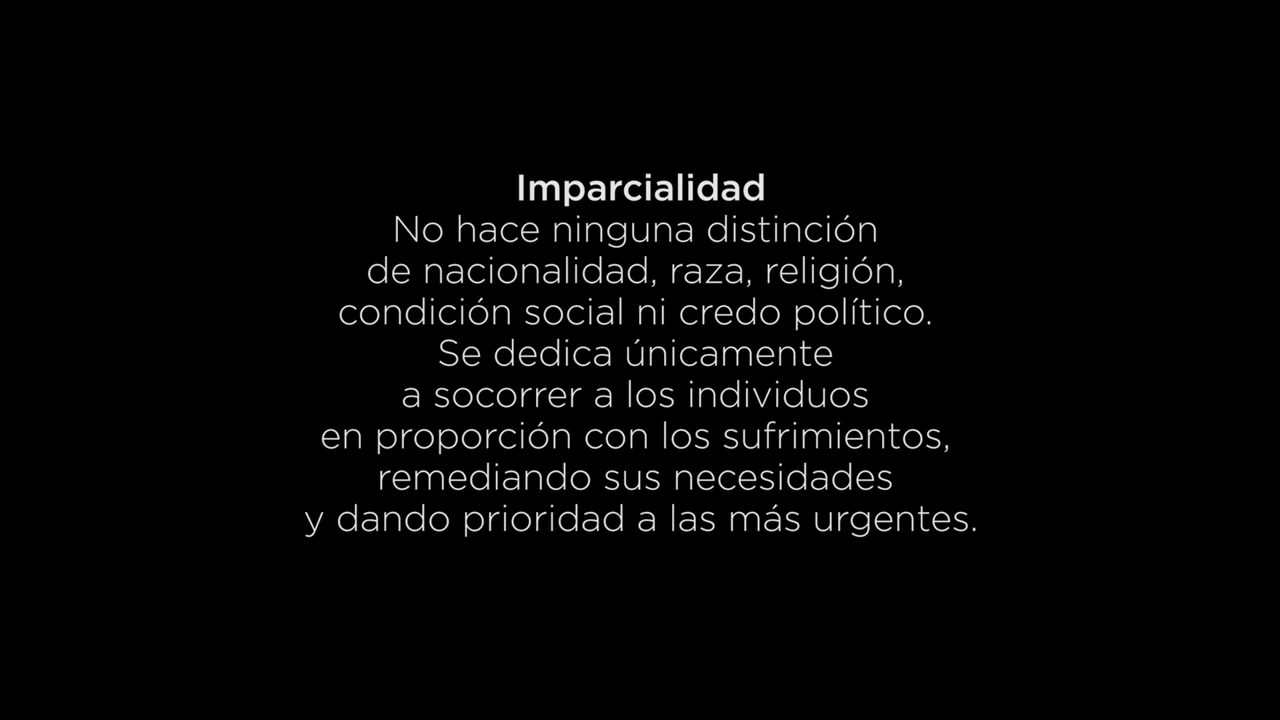 Imparcialidad
No hace ninguna distinción
de nacionalidad, raza, religión,
condición social ni credo político.
Se dedica únicamente
a socorrer a los individuos
en proporción con los sufrimientos,
remediando sus necesidades
y dando prioridad a las más urgentes.